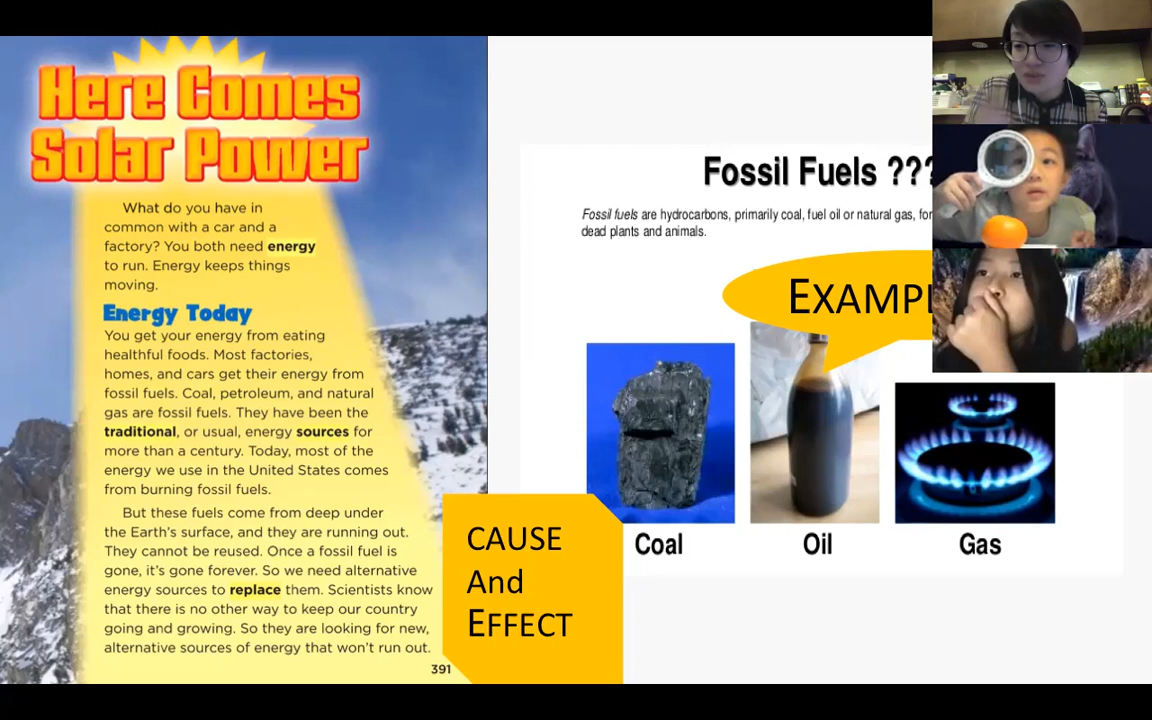 Here Comes
Solar Power
What do you have in
common with a car and a
factory? You both need energy
to run. Energy keeps things
moving.
Energy Today
You get your energy from eating
healthful foods. Most factories,
homes, and cars get their energy from
fossil fuels. Coal, petroleum, and natural
gas are fossil fuels. They have been the
traditional, or usual, energy sources for
more than a century. Today, most of the
energy we use in the United States comes
from burning fossil fuels.
But these fuels come from deep under
the Earth's surface, and they are running out.
They cannot be reused. Once a fossil fuel is
gone, it's gone forever. So we need alternative
energy sources to replace them. Scientists know
that there is no other way to keep our country
going and growing. So they are looking for new,
alternative sources of energy that won't run out.
391
CAUSE
And
EFFECT
Fossil Fuels ???
Fossil fuels are hydrocarbons, primarily coal, fuel oil or natural gas,
dead plants and animals.
Coal
Oil
Gas